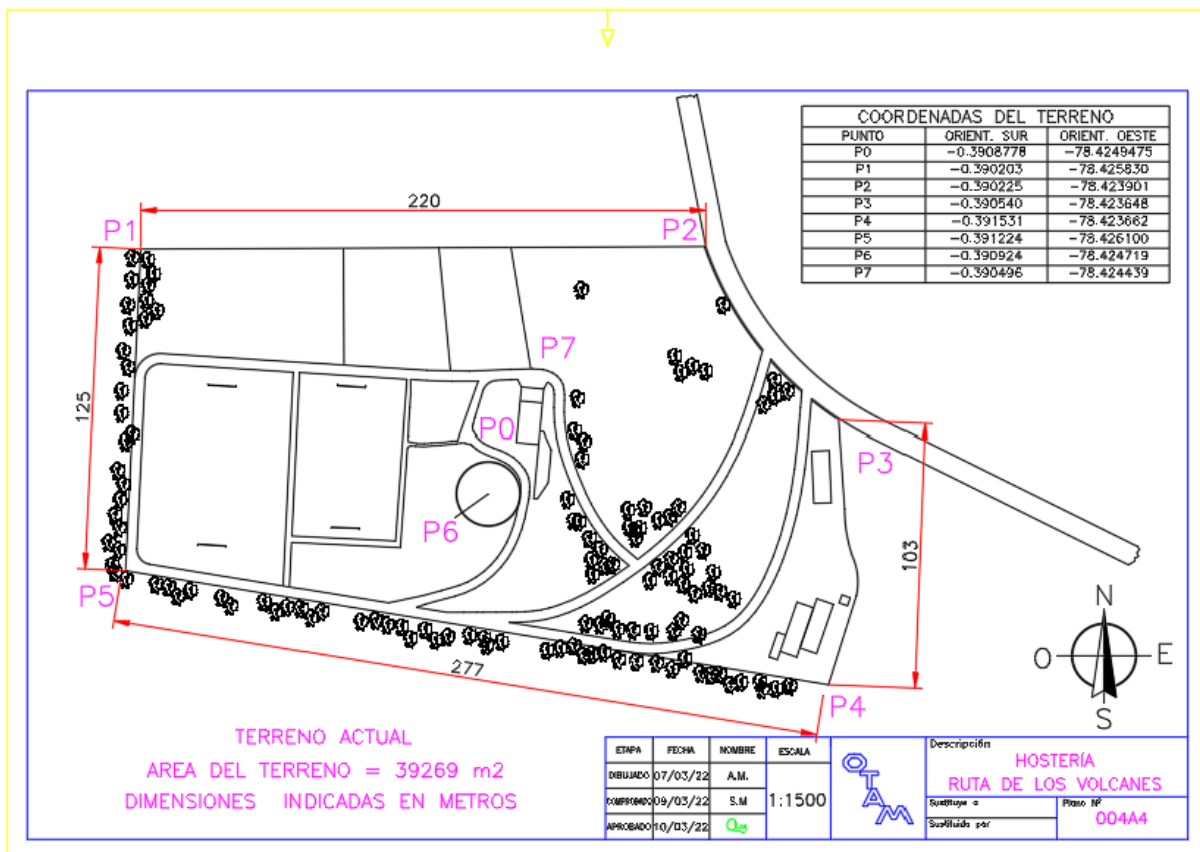 COORDENADAS DEL TERRENO
PUNTO ORIENT. SUR ORIENT. OESTE
P0 -0.3908778 -78.4249475
P1 -0.390203 -78.425830
P2 -0.390225 -78.423901
P3 -0.390540 -78.423648
P4 -0.391531 -78.423662
P5 -0.391224 -78.426100
P6 -0.390924 -78.424719
P7 -0.390496 -78.424439
220
P1
P2
P7
125
P0
P3
P6
103
P5
N
O E
S
277
P4
TERRENO ACTUAL
AREA DEL TERRENO = 39269 m2
DIMENSIONES INDICADAS EN METROS
ETAPA FECHA NOMBRE ESCALA
DIBUJADO 07/03/22 A.M.
COMPROBADO 09/03/22 S.M
1:1500
APROBADO 10/03/22
OTAM
Descripción
HOSTERÍA
RUTA DE LOS VOLCANES
Sustituye a
Sustituido por
Plano Nº
004A4